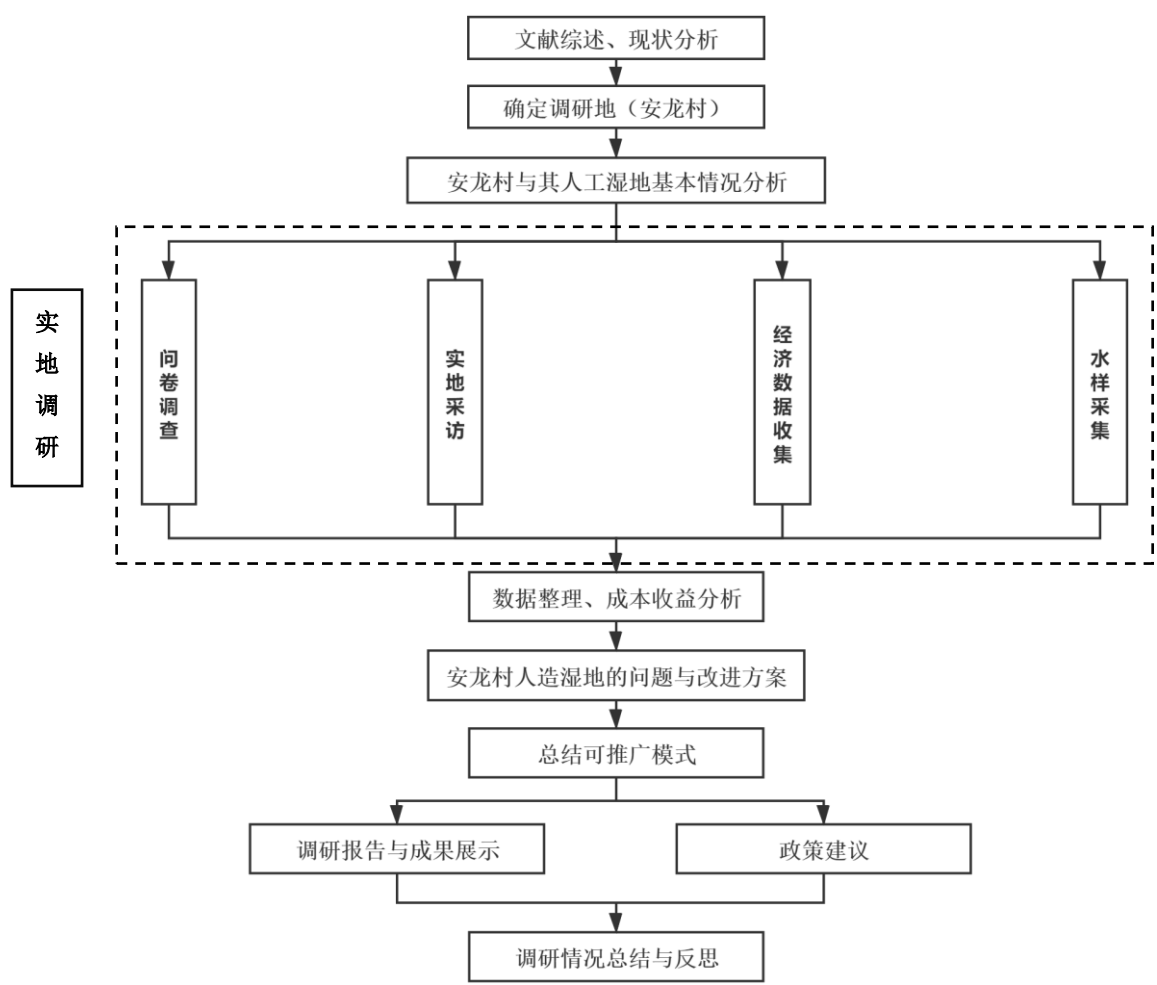 文献综述、现状分析
确定调研地（安龙村）
安龙村与其人工湿地基本情况分析
实地调研
问卷调查
实地采访
经济数据收集
水样采集
数据整理、成本收益分析
安龙村人造湿地的问题与改进方案
总结可推广模式
调研报告与成果展示
政策建议
调研情况总结与反思